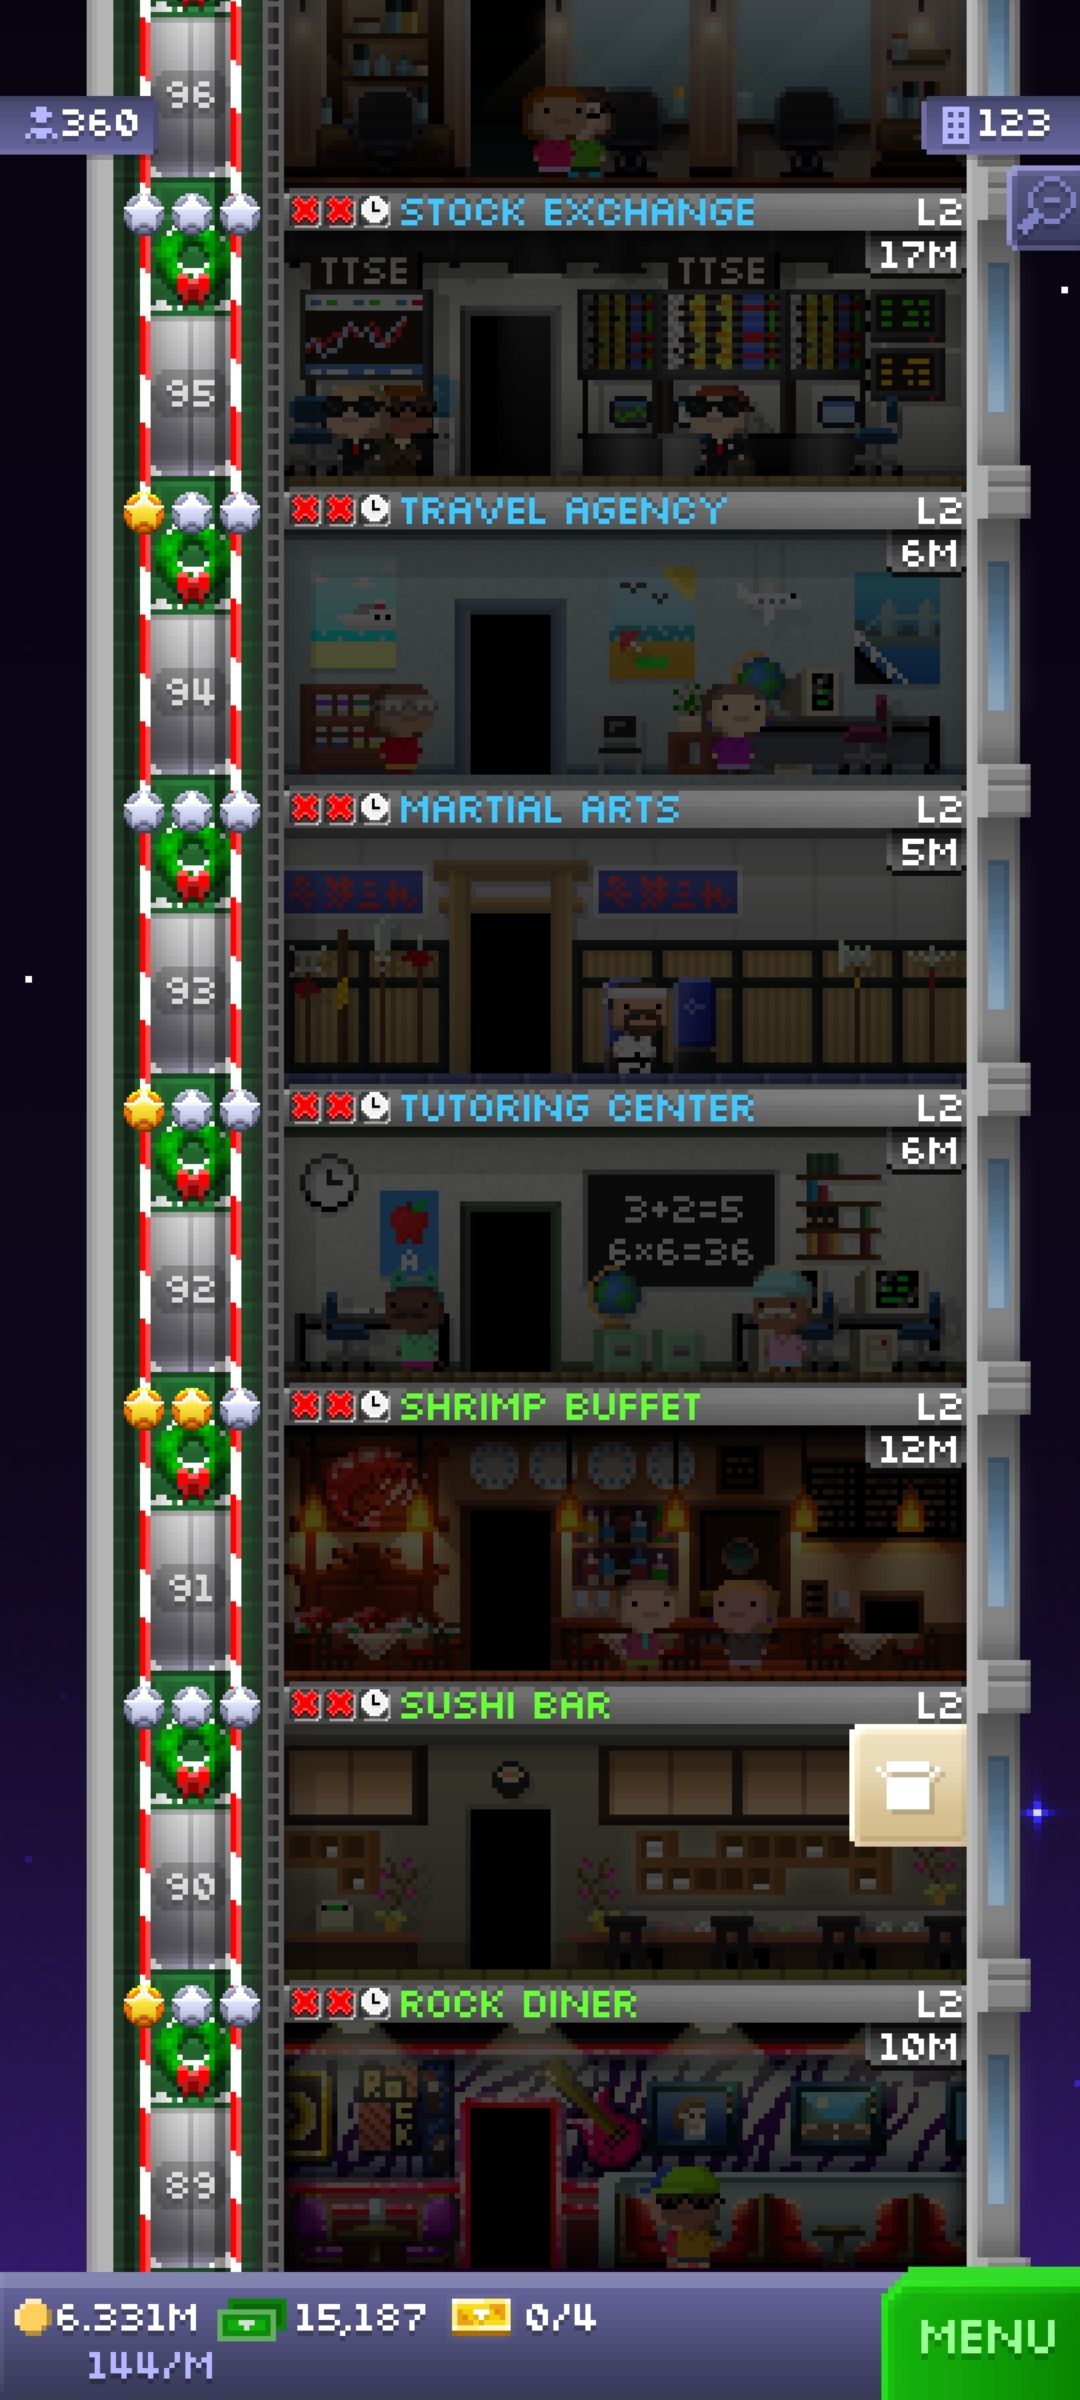 96
360
123
STOCK EXCHANGE L2
17M
TTSE TTSE
95
TRAVEL AGENCY L2
6M
94
MARTIAL ARTS L2
5M
93
TUTORING CENTER L2
6M
3+2=5
A
6x6=36
92
SHRIMP BUFFET L2
12M
91
SUSHI BAR L2
90
ROCK DINER L2
10M
ROCK
89
6.331M 15,187 0/4
144/M
MENU